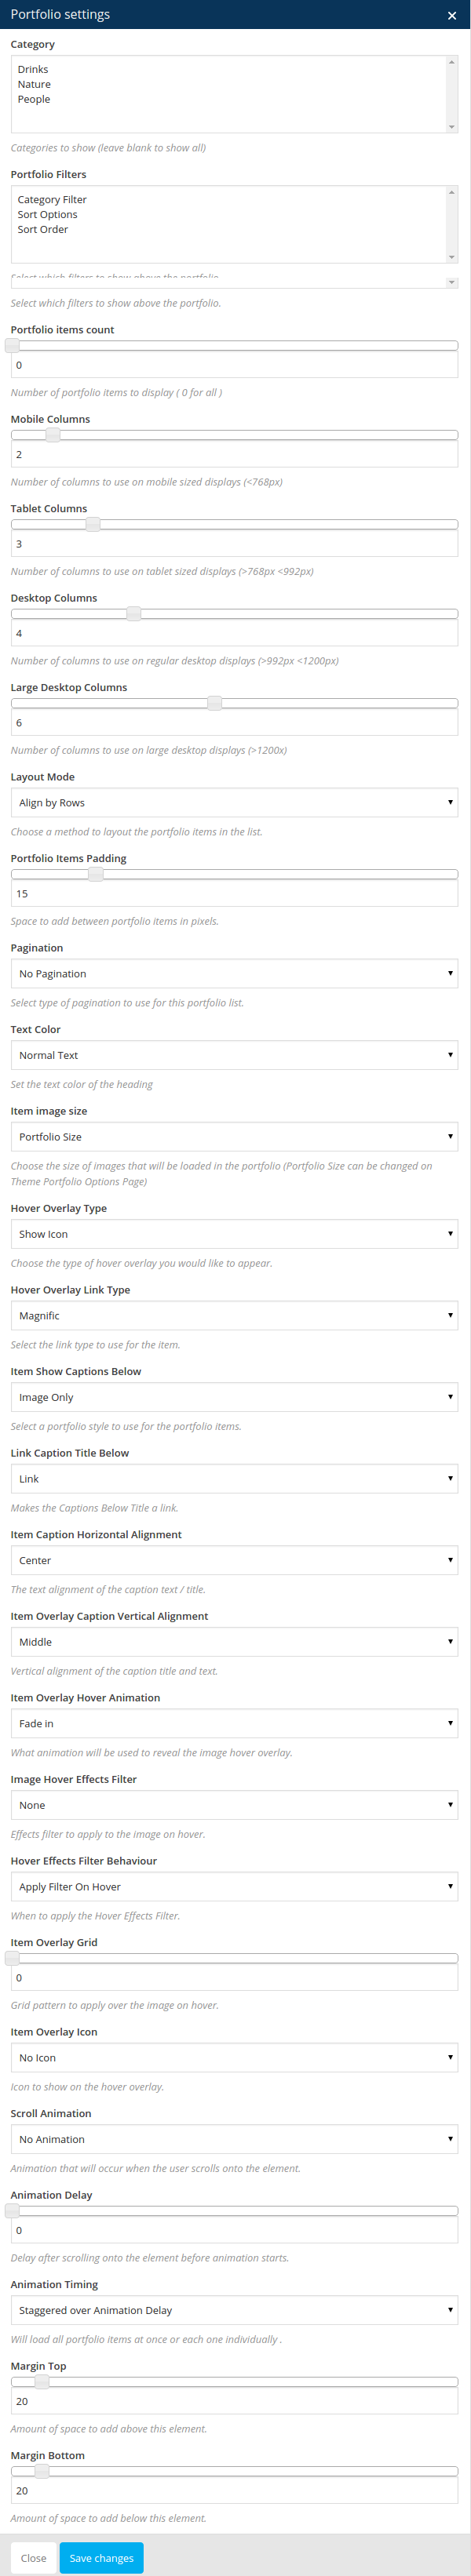 Portfolio settings
×
Category
Drinks
Nature
People
Categories to show (leave blank to show all)
Portfolio Filters
Category Filter
Sort Options
Sort Order
Select which filters to show above the portfolio.
Select which filters to show above the portfolio.
Portfolio items count
0
Number of portfolio items to display ( 0 for all )
Mobile Columns
2
Number of columns to use on mobile sized displays (<768px)
Tablet Columns
3
Number of columns to use on tablet sized displays (>768px <992px)
Desktop Columns
4
Number of columns to use on regular desktop displays (>992px <1200px)
Large Desktop Columns
6
Number of columns to use on large desktop displays (>1200x)
Layout Mode
Align by Rows
Choose a method to layout the portfolio items in the list.
Portfolio Items Padding
15
Space to add between portfolio items in pixels.
Pagination
No Pagination
Select type of pagination to use for this portfolio list.
Text Color
Normal Text
Set the text color of the heading
Item image size
Portfolio Size
Choose the size of images that will be loaded in the portfolio (Portfolio Size can be changed on
Theme Portfolio Options Page)
Hover Overlay Type
Show Icon
Choose the type of hover overlay you would like to appear.
Hover Overlay Link Type
Magnific
Select the link type to use for the item.
Item Show Captions Below
Image Only
Select a portfolio style to use for the portfolio items.
Link Caption Title Below
Link
Makes the Captions Below Title a link.
Item Caption Horizontal Alignment
Center
The text alignment of the caption text / title.
Item Overlay Caption Vertical Alignment
Middle
Vertical alignment of the caption title and text.
Item Overlay Hover Animation
Fade in
What animation will be used to reveal the image hover overlay.
Image Hover Effects Filter
None
Effects filter to apply to the image on hover.
Hover Effects Filter Behaviour
Apply Filter On Hover
When to apply the Hover Effects Filter.
Item Overlay Grid
0
Grid pattern to apply over the image on hover.
Item Overlay Icon
No Icon
Icon to show on the hover overlay.
Scroll Animation
No Animation
Animation that will occur when the user scrolls onto the element.
Animation Delay
0
Delay after scrolling onto the element before animation starts.
Animation Timing
Staggered over Animation Delay
Will load all portfolio items at once or each one individually .
Margin Top
20
Amount of space to add above this element.
Margin Bottom
20
Amount of space to add below this element.
Close
Save changes